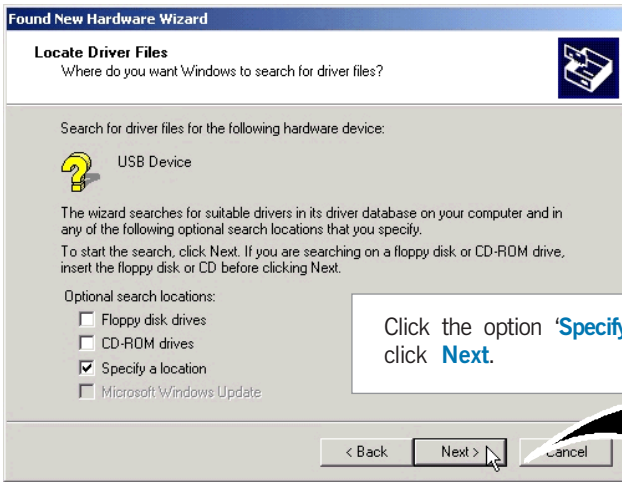 Found New Hardware Wizard
Locate Driver Files
Where do you want Windows to search for driver files?
Search for driver files for the following hardware device:
USB Device
The wizard searches for suitable drivers in its driver database on your computer and in
any of the following optional search locations that you specify.
To start the search, click Next. If you are searching on a floppy disk or CD-ROM drive,
insert the floppy disk or CD before clicking Next.
Optional search locations:
Floppy disk drives
CD-ROM drives
Specify a location
Microsoft Windows Update
Click the option ‘Specify
click Next.
< Back Next > Cancel